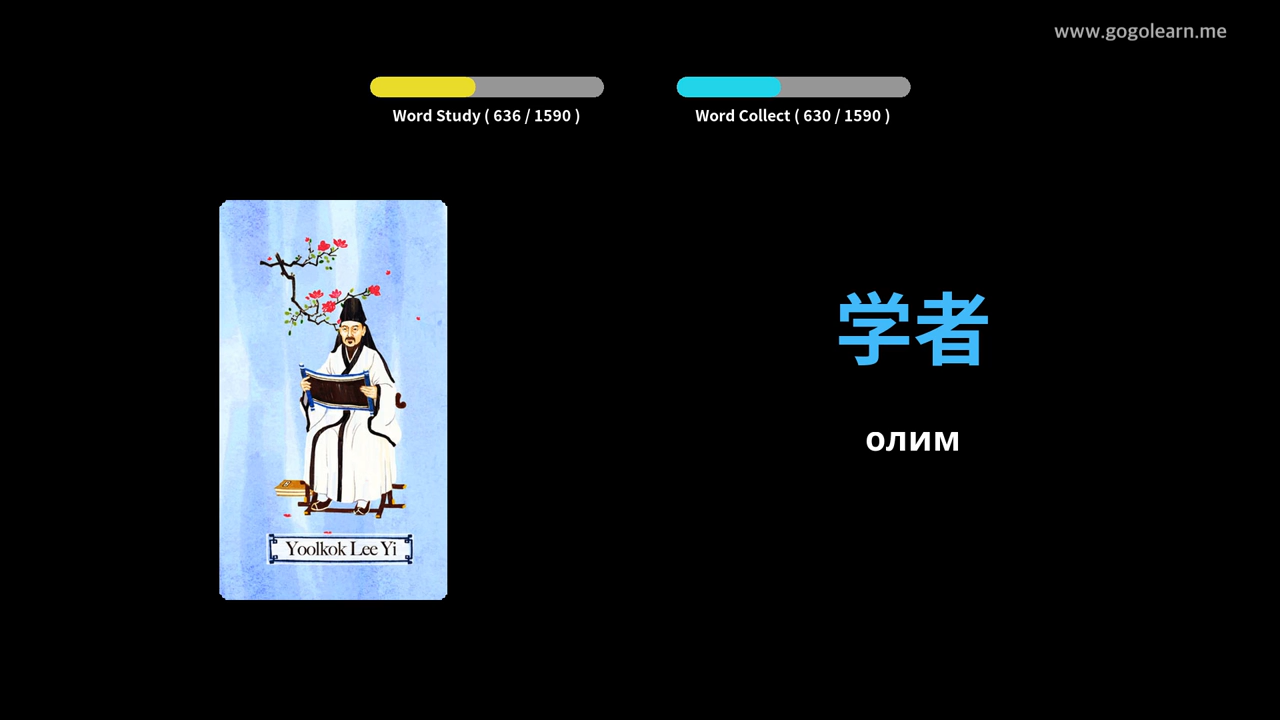 www.gogolearn.me
Word Study ( 636 / 1590 )
Word Collect ( 630 / 1590 )
学者
олим
Yoolkok Lee Yi